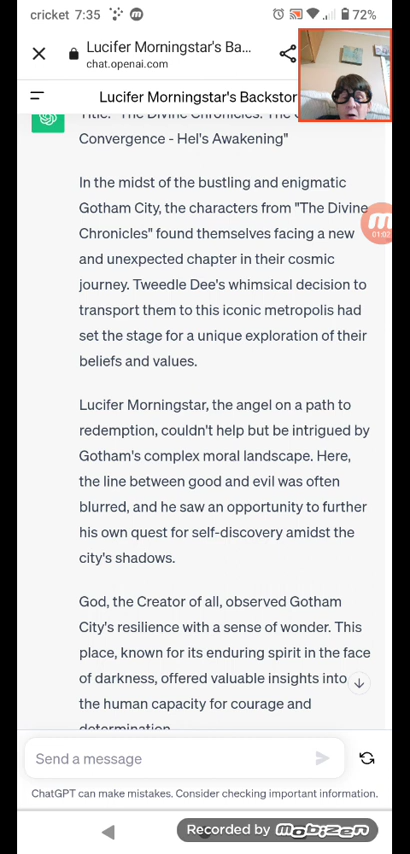 cricket 7:35
72%
Lucifer Morningstar's Ba...
chat.openai.com
Lucifer Morningstar's Backstor
Title: "The Divine Chronicles: The
Convergence - Hel's Awakening"
In the midst of the bustling and enigmatic
Gotham City, the characters from "The Divine
Chronicles" found themselves facing a new
and unexpected chapter in their cosmic
journey. Tweedle Dee's whimsical decision to
transport them to this iconic metropolis had
set the stage for a unique exploration of their
beliefs and values.
Lucifer Morningstar, the angel on a path to
redemption, couldn't help but be intrigued by
Gotham's complex moral landscape. Here,
the line between good and evil was often
blurred, and he saw an opportunity to further
his own quest for self-discovery amidst the
city's shadows.
God, the Creator of all, observed Gotham
City's resilience with a sense of wonder. This
place, known for its enduring spirit in the face
of darkness, offered valuable insights into
the human capacity for courage and
determination.
Send a message
ChatGPT can make mistakes. Consider checking important information.
Recorded by mobizen